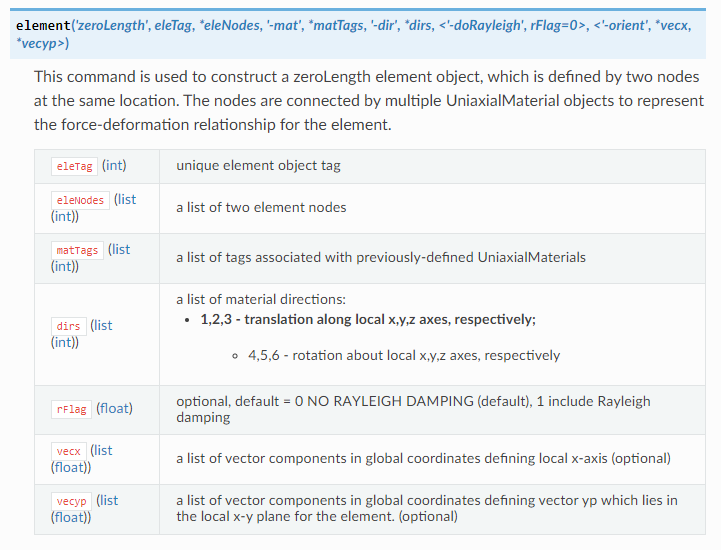 element('zeroLength', eleTag, *eleNodes, '-mat', *matTags, '-dir', *dirs, <'-doRayleigh', rFlag=0>, <'-orient', *vecx,
*vecyp>)
This command is used to construct a zeroLength element object, which is defined by two nodes
at the same location. The nodes are connected by multiple UniaxialMaterial objects to represent
the force-deformation relationship for the element.
eleTag (int) unique element object tag
eleNodes (list
(int)) a list of two element nodes
matTags (list
(int)) a list of tags associated with previously-defined UniaxialMaterials
dirs (list
(int)) a list of material directions:
• 1,2,3 - translation along local x,y,z axes, respectively;
◦ 4,5,6 - rotation about local x,y,z axes, respectively
rFlag (float) optional, default = 0 NO RAYLEIGH DAMPING (default), 1 include Rayleigh
damping
vecx (list
(float)) a list of vector components in global coordinates defining local x-axis (optional)
vecyp (list
(float)) a list of vector components in global coordinates defining vector yp which lies in
the local x-y plane for the element. (optional)